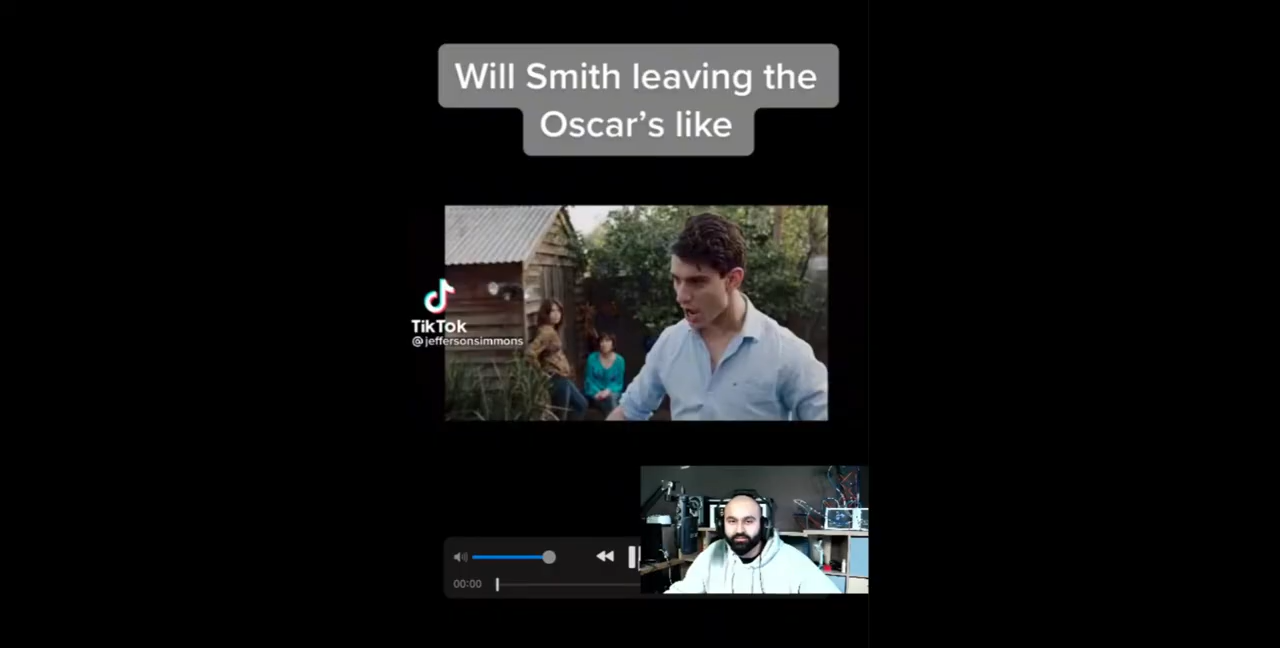 Will Smith leaving the
Oscar's like
TikTok
@jeffersonsimmons
00:00